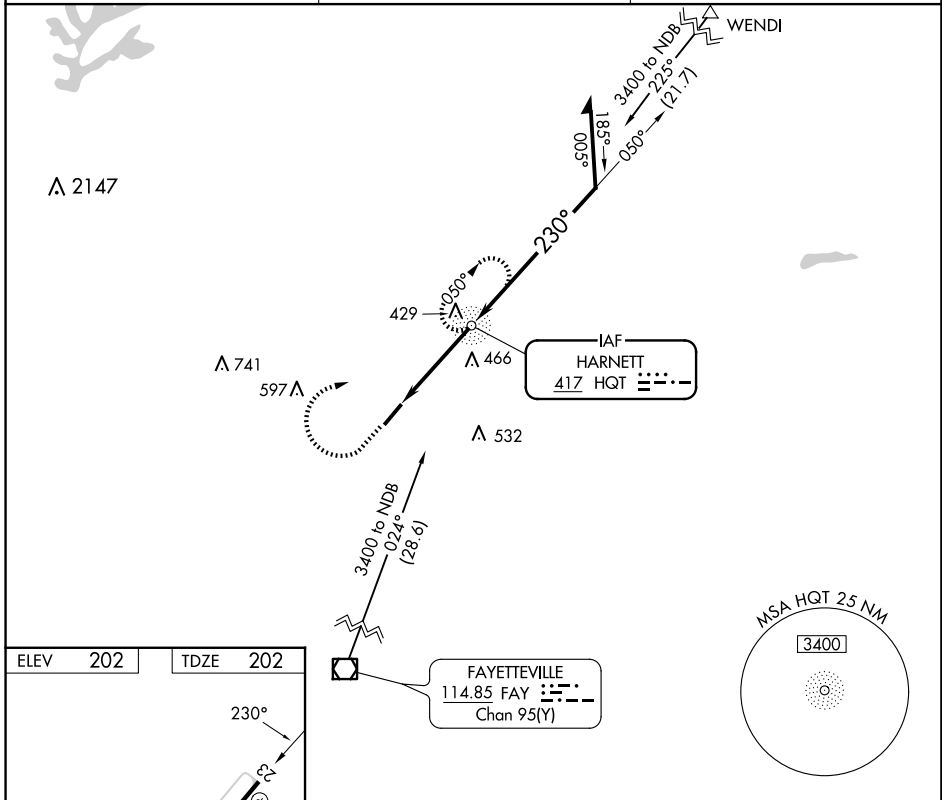 WENDI
3400 to NDB
225°
(21.7)
050°
185°
005°
2147
230°
050°
429
466
741
597
532
IAF
HARNETT
417 HQT
3400 to NDB
024°
(28.6)
MSA HQT 25 NM
3400
FAYETTEVILLE
114.85 FAY
Chan 95(Y)
ELEV 202
TDZE 202
230°
23